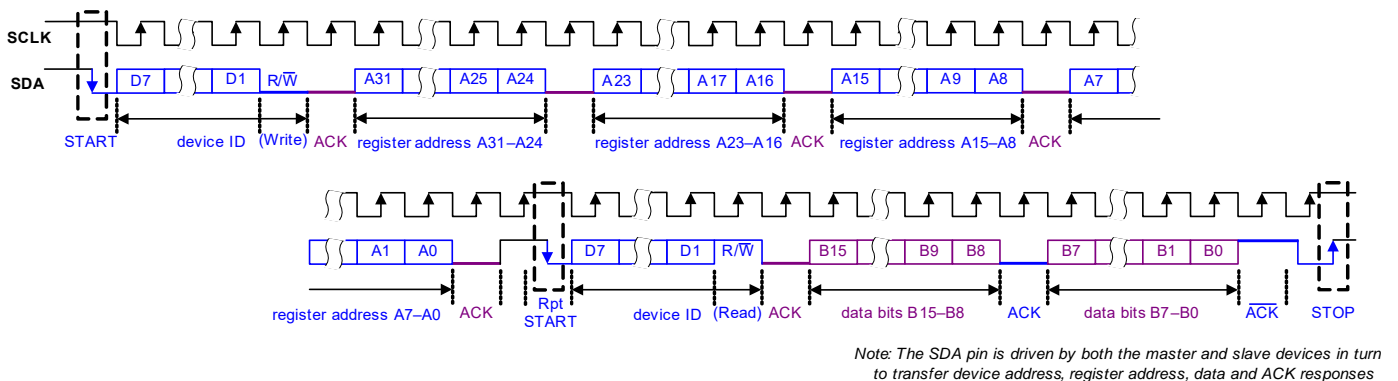 SCLK
SDA
D7 D1 R/W̅ A31 A25 A24 A23 A17 A16 A15 A9 A8 A7
START device ID (Write) ACK register address A31–A24 register address A23–A16 ACK register address A15–A8 ACK
A1 A0 D7 D1 R/W̅ B15 B9 B8 B7 B1 B0
register address A7–A0 ACK Rpt START device ID (Read) ACK data bits B15–B8 ACK data bits B7–B0 A̅C̅K̅ STOP
Note: The SDA pin is driven by both the master and slave devices in turn
to transfer device address, register address, data and ACK responses